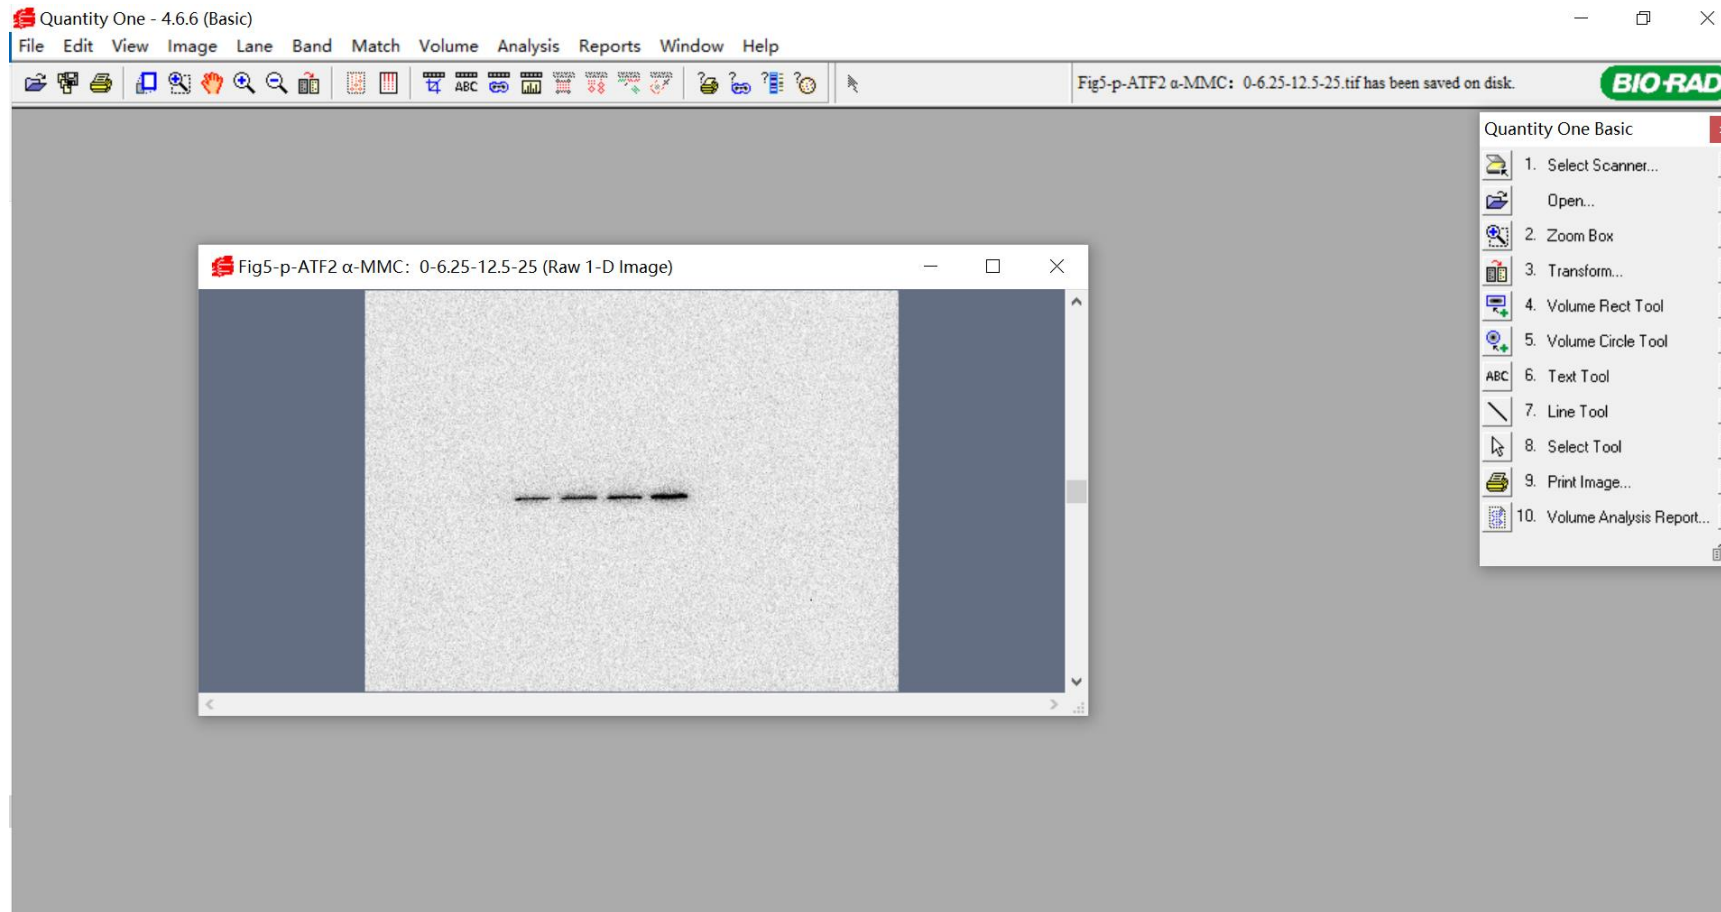 Quantity One - 4.6.6 (Basic)
File Edit View Image Lane Band Match Volume Analysis Reports Window Help
ABC
Fig5-p-ATF2 α-MMC：0-6.25-12.5-25.tif has been saved on disk.
BIO-RAD
Quantity One Basic
1. Select Scanner...
Open...
2. Zoom Box
3. Transform...
4. Volume Rect Tool
5. Volume Circle Tool
ABC 6. Text Tool
7. Line Tool
8. Select Tool
9. Print Image...
10. Volume Analysis Report...
Fig5-p-ATF2 α-MMC：0-6.25-12.5-25 (Raw 1-D Image)